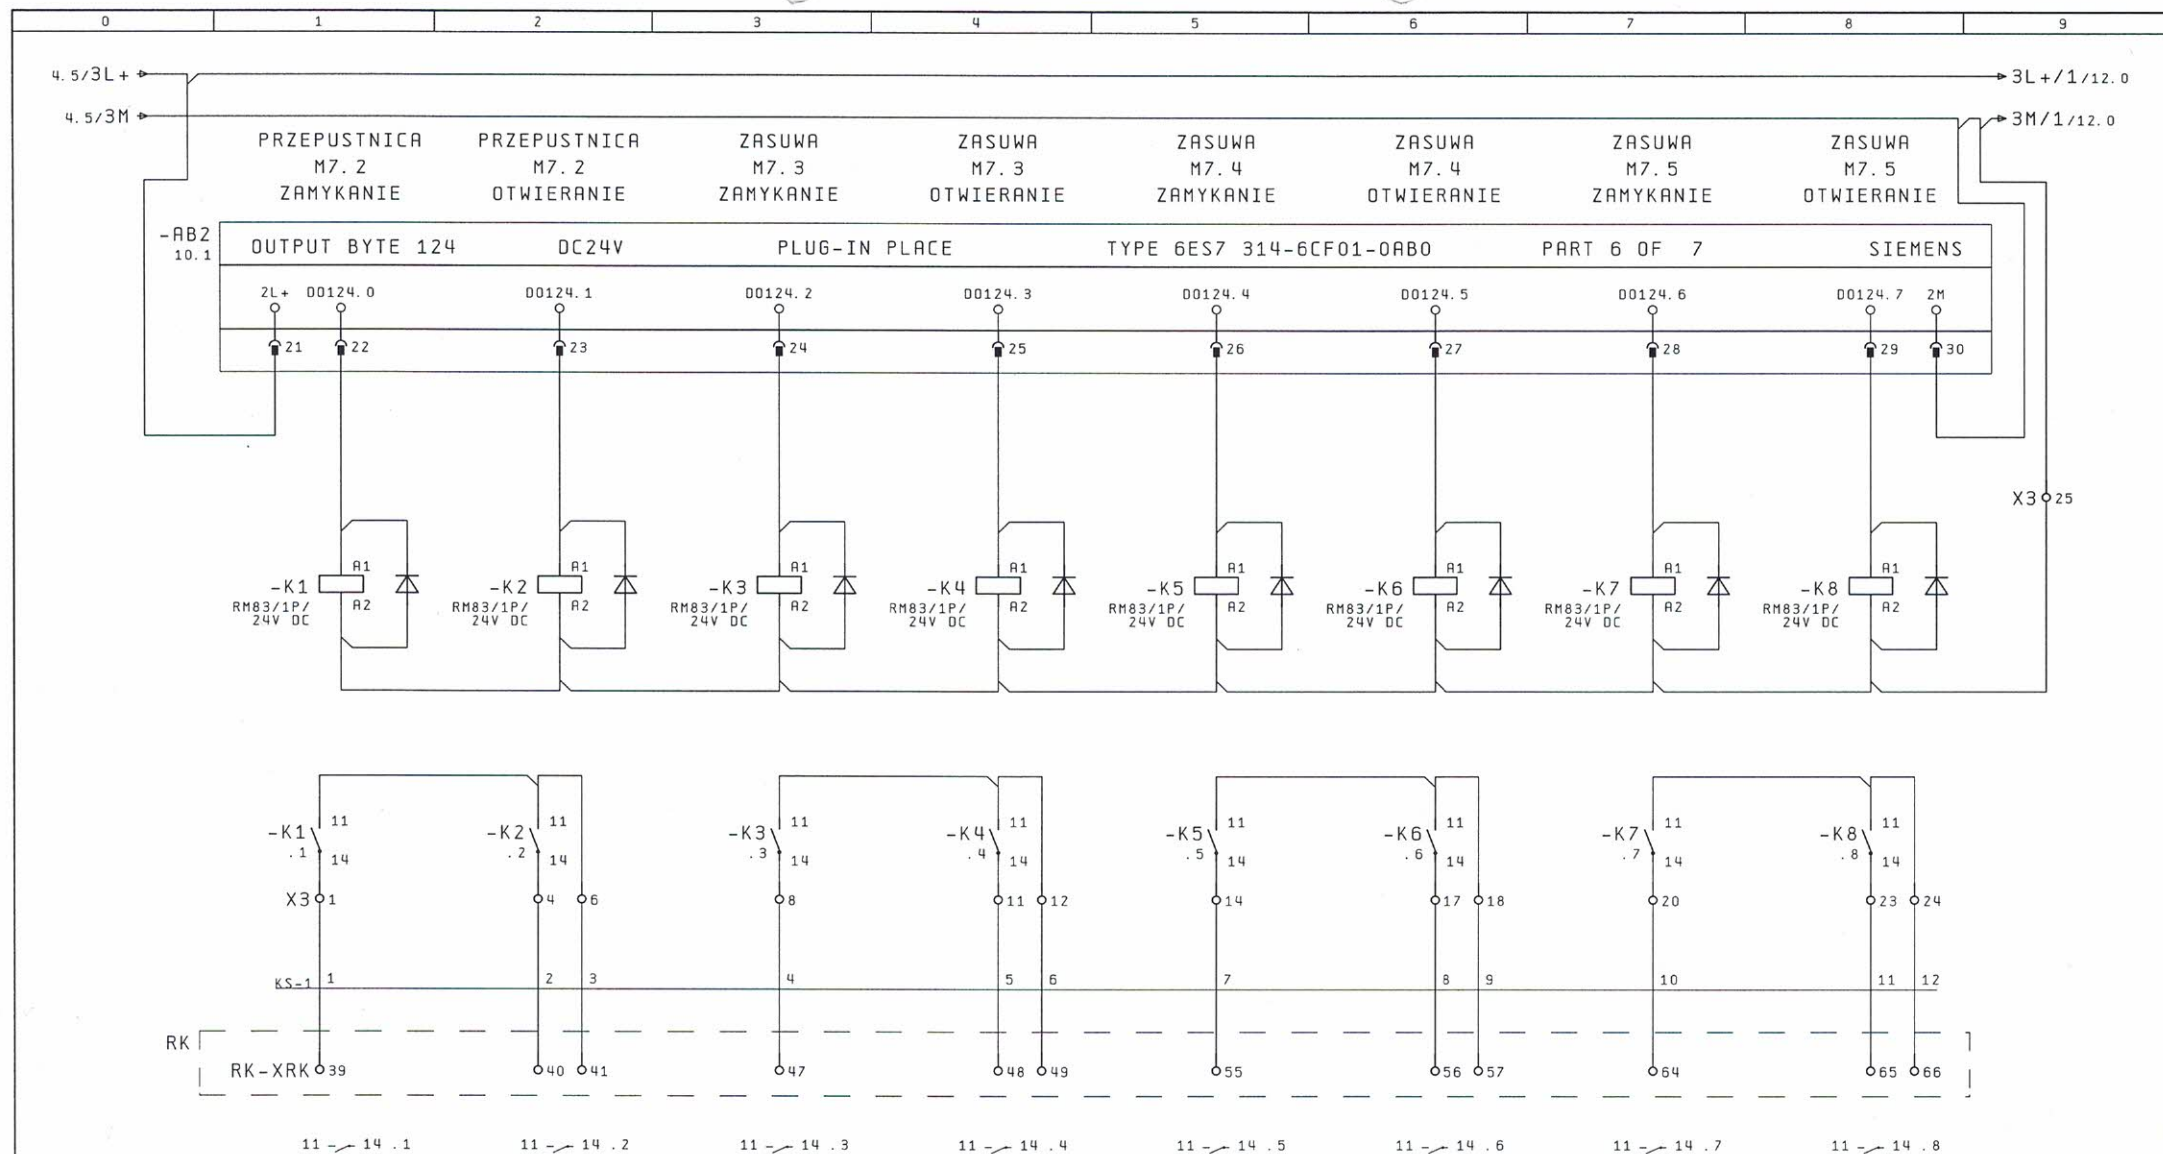 0 1 2 3 4 5 6 7 8 9
4.5/3L+ 3L+/1/12.0
4.5/3M 3M/1/12.0
PRZEPUSTNICA PRZEPUSTNICA ZASUWA ZASUWA ZASUWA ZASUWA ZASUWA ZASUWA
M7.2 M7.2 M7.3 M7.3 M7.4 M7.4 M7.5 M7.5
ZAMYKANIE OTWIERANIE ZAMYKANIE OTWIERANIE ZAMYKANIE OTWIERANIE ZAMYKANIE OTWIERANIE
-AB2
10.1
OUTPUT BYTE 124 DC24V PLUG-IN PLACE TYPE 6ES7 314-6CF01-0AB0 PART 6 OF 7 SIEMENS
2L+ DO124.0 DO124.1 DO124.2 DO124.3 DO124.4 DO124.5 DO124.6 DO124.7 2M
21 22 23 24 25 26 27 28 29 30
X3 25
A1 A1 A1 A1 A1 A1 A1 A1
-K1 -K2 -K3 -K4 -K5 -K6 -K7 -K8
A2 A2 A2 A2 A2 A2 A2 A2
RM83/1P/ RM83/1P/ RM83/1P/ RM83/1P/ RM83/1P/ RM83/1P/ RM83/1P/ RM83/1P/
24V DC 24V DC 24V DC 24V DC 24V DC 24V DC 24V DC 24V DC
11 11 11 11 11 11 11 11
-K1 -K2 -K3 -K4 -K5 -K6 -K7 -K8
.1 14 .2 14 .3 14 .4 14 .5 14 .6 14 .7 14 .8 14
X3 1 4 6 8 11 12 14 17 18 20 23 24
KS-1 1 2 3 4 5 6 7 8 9 10 11 12
RK
RK-XRK 39 40 41 47 48 49 55 56 57 64 65 66
11 14 .1 11 14 .2 11 14 .3 11 14 .4 11 14 .5 11 14 .6 11 14 .7 11 14 .8